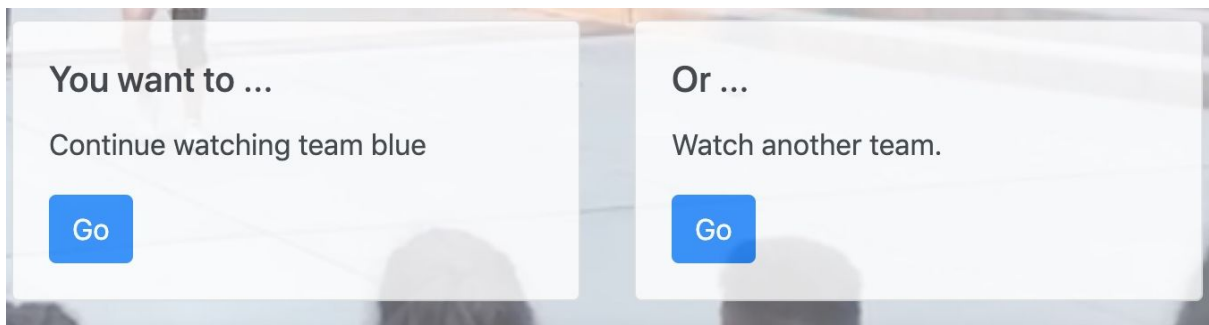 You want to ...
Continue watching team blue
Go
Or ...
Watch another team.
Go